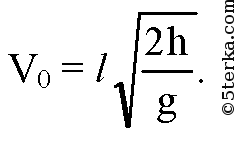 V₀ = l √(2h/g).
©5terka.com